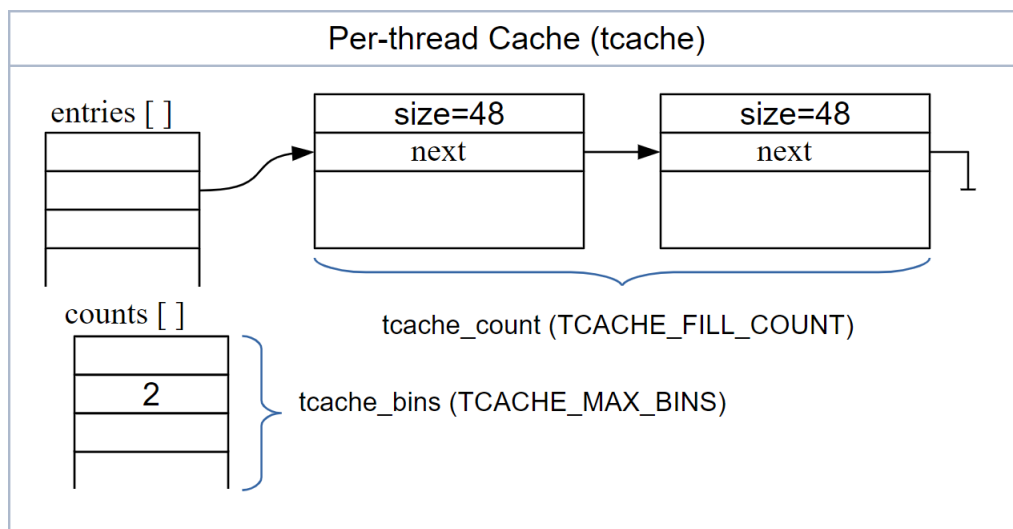 Per-thread Cache (tcache)
entries [ ]
size=48
size=48
next
next
tcache_count (TCACHE_FILL_COUNT)
counts [ ]
2
tcache_bins (TCACHE_MAX_BINS)